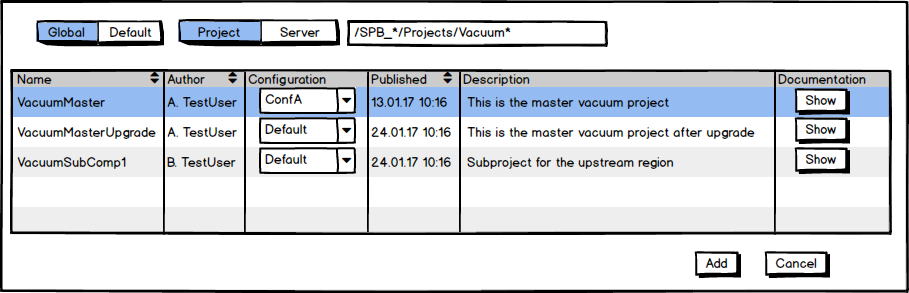 Global Default Project Server /SPB_*/Projects/Vacuum*
Name Author Configuration Published Description Documentation
VacuumMaster A. TestUser ConfA 13.01.17 10:16 This is the master vacuum project Show
VacuumMasterUpgrade A. TestUser Default 24.01.17 10:16 This is the master vacuum project after upgrade Show
VacuumSubComp1 B. TestUser Default 24.01.17 10:16 Subproject for the upstream region Show
Add Cancel